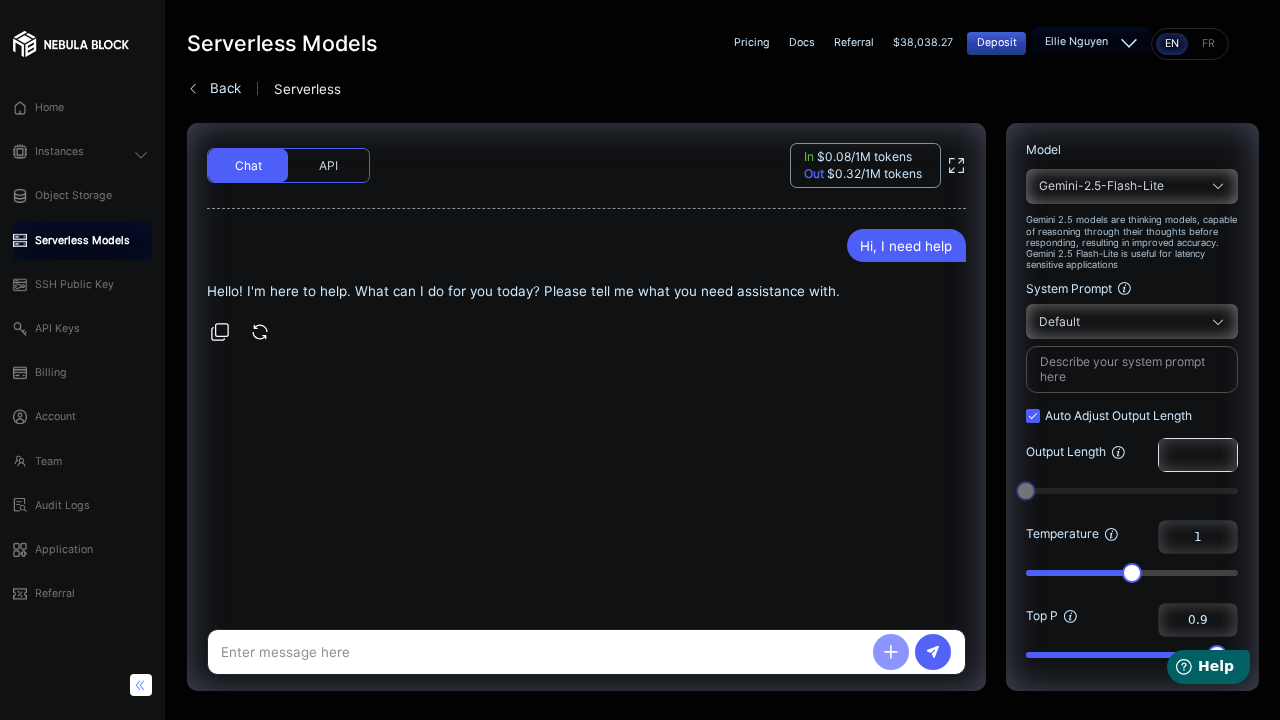 NEBULA BLOCK
Home
Instances
Object Storage
Serverless Models
SSH Public Key
API Keys
Billing
Account
Team
Audit Logs
Application
Referral
Serverless Models
Pricing
Docs
Referral
$38,038.27
Deposit
Ellie Nguyen
EN
FR
Back
Serverless
Chat
API
In $0.08/1M tokens
Out $0.32/1M tokens
Hi, I need help
Hello! I'm here to help. What can I do for you today? Please tell me what you need assistance with.
Enter message here
Model
Gemini-2.5-Flash-Lite
Gemini 2.5 models are thinking models, capable
of reasoning through their thoughts before
responding, resulting in improved accuracy.
Gemini 2.5 Flash-Lite is useful for latency
sensitive applications
System Prompt
Default
Describe your system prompt
here
Auto Adjust Output Length
Output Length
Temperature
1
Top P
0.9
Help